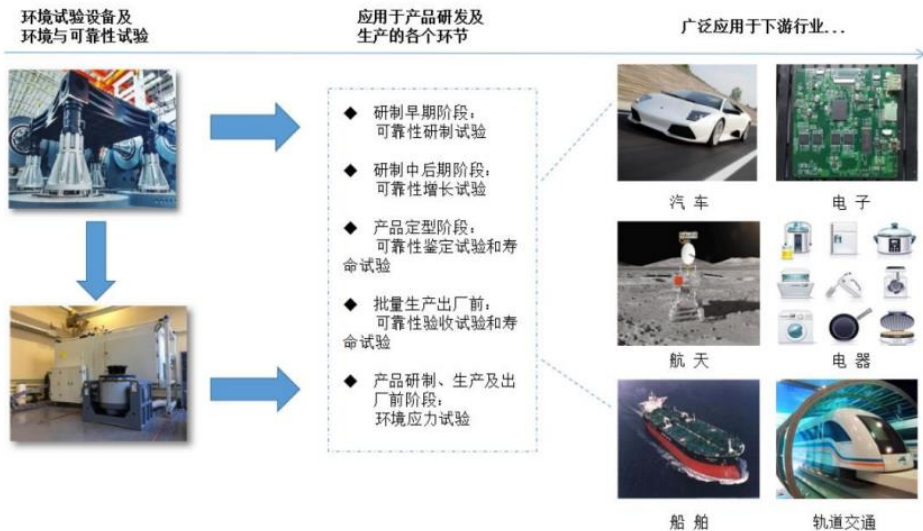 环境试验设备及
环境与可靠性试验
应用于产品研发及
生产的各个环节
广泛应用于下游行业...
◆ 研制早期阶段:
可靠性研制试验
◆ 研制中后期阶段:
可靠性增长试验
◆ 产品定型阶段:
可靠性鉴定试验和寿
命试验
◆ 批量生产出厂前:
可靠性验收试验和寿
命试验
◆ 产品研制、生产及出
厂前阶段:
环境应力试验
汽 车
电 子
航 天
电 器
船 舶
轨道交通